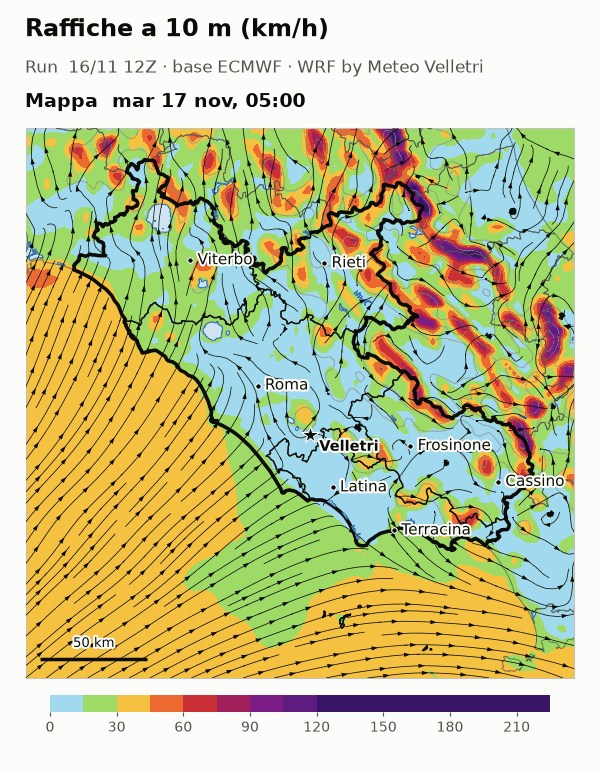 Raffiche a 10 m (km/h)
Run 16/11 12Z · base ECMWF · WRF by Meteo Velletri
Mappa mar 17 nov, 05:00
Viterbo
Rieti
Roma
Velletri
Frosinone
Cassino
Latina
Terracina
50 km
0 30 60 90 120 150 180 210